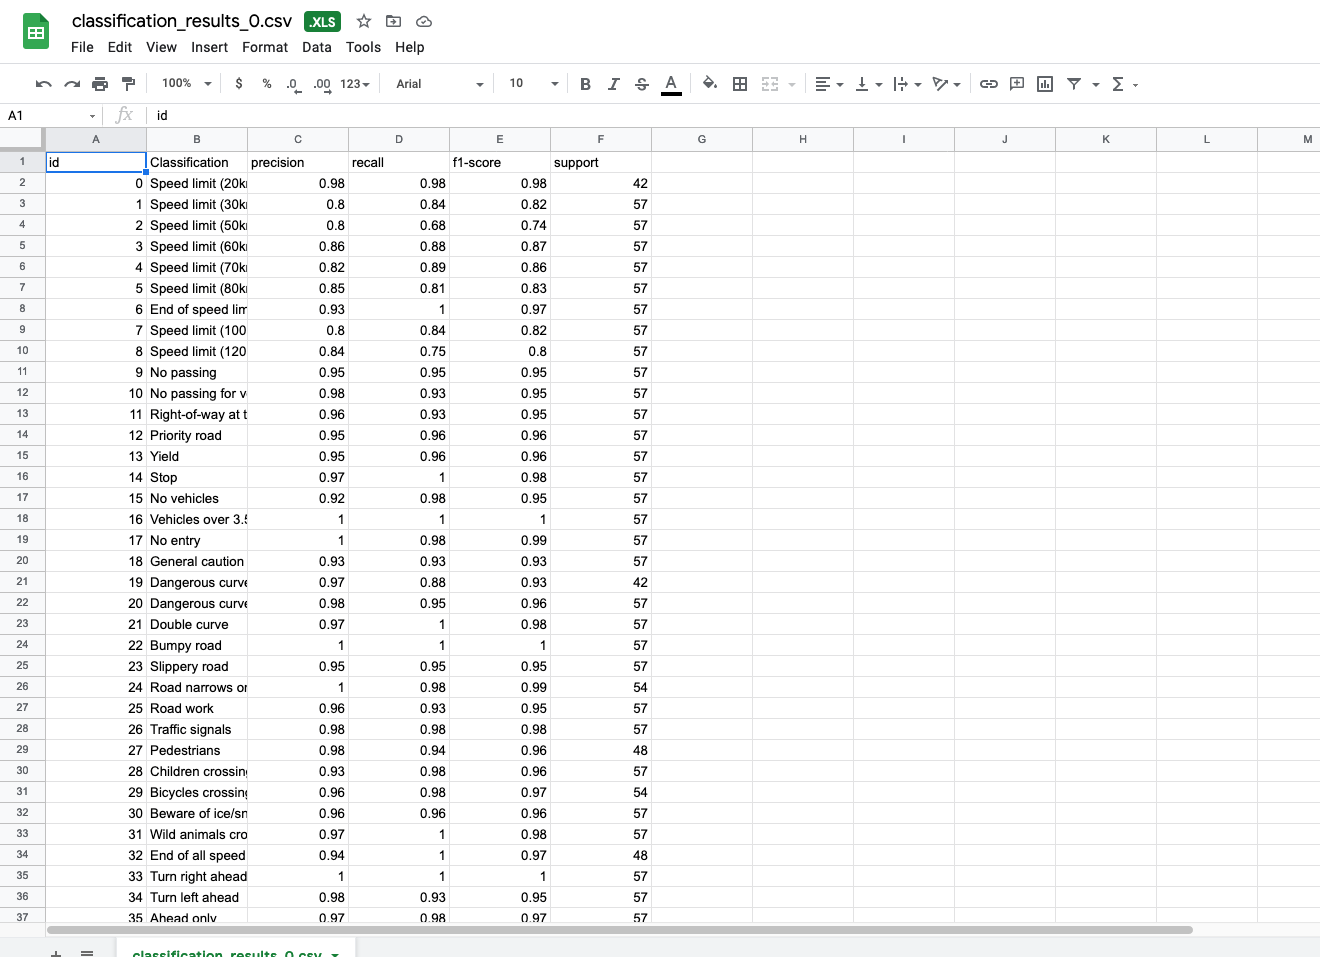 classification_results_0.csv .XLS
File Edit View Insert Format Data Tools Help
100% $ % .0 .00 123 Arial 10 B I S A Σ
A1 fx id
A B C D E F G H I J K L M
1 id Classification precision recall f1-score support
2 0 Speed limit (20k 0.98 0.98 0.98 42
3 1 Speed limit (30k 0.8 0.84 0.82 57
4 2 Speed limit (50k 0.8 0.68 0.74 57
5 3 Speed limit (60k 0.86 0.88 0.87 57
6 4 Speed limit (70k 0.82 0.89 0.86 57
7 5 Speed limit (80k 0.85 0.81 0.83 57
8 6 End of speed lim 0.93 1 0.97 57
9 7 Speed limit (100 0.8 0.84 0.82 57
10 8 Speed limit (120 0.84 0.75 0.8 57
11 9 No passing 0.95 0.95 0.95 57
12 10 No passing for v 0.98 0.93 0.95 57
13 11 Right-of-way at t 0.96 0.93 0.95 57
14 12 Priority road 0.95 0.96 0.96 57
15 13 Yield 0.95 0.96 0.96 57
16 14 Stop 0.97 1 0.98 57
17 15 No vehicles 0.92 0.98 0.95 57
18 16 Vehicles over 3.5 1 1 1 57
19 17 No entry 1 0.98 0.99 57
20 18 General caution 0.93 0.93 0.93 57
21 19 Dangerous curve 0.97 0.88 0.93 42
22 20 Dangerous curve 0.98 0.95 0.96 57
23 21 Double curve 0.97 1 0.98 57
24 22 Bumpy road 1 1 1 57
25 23 Slippery road 0.95 0.95 0.95 57
26 24 Road narrows or 1 0.98 0.99 54
27 25 Road work 0.96 0.93 0.95 57
28 26 Traffic signals 0.98 0.98 0.98 57
29 27 Pedestrians 0.98 0.94 0.96 48
30 28 Children crossing 0.93 0.98 0.96 57
31 29 Bicycles crossing 0.96 0.98 0.97 54
32 30 Beware of ice/sn 0.96 0.96 0.96 57
33 31 Wild animals cro 0.97 1 0.98 57
34 32 End of all speed 0.94 1 0.97 48
35 33 Turn right ahead 1 1 1 57
36 34 Turn left ahead 0.98 0.93 0.95 57
37 35 Ahead only 0.97 0.98 0.97 57
classification_results_0.csv